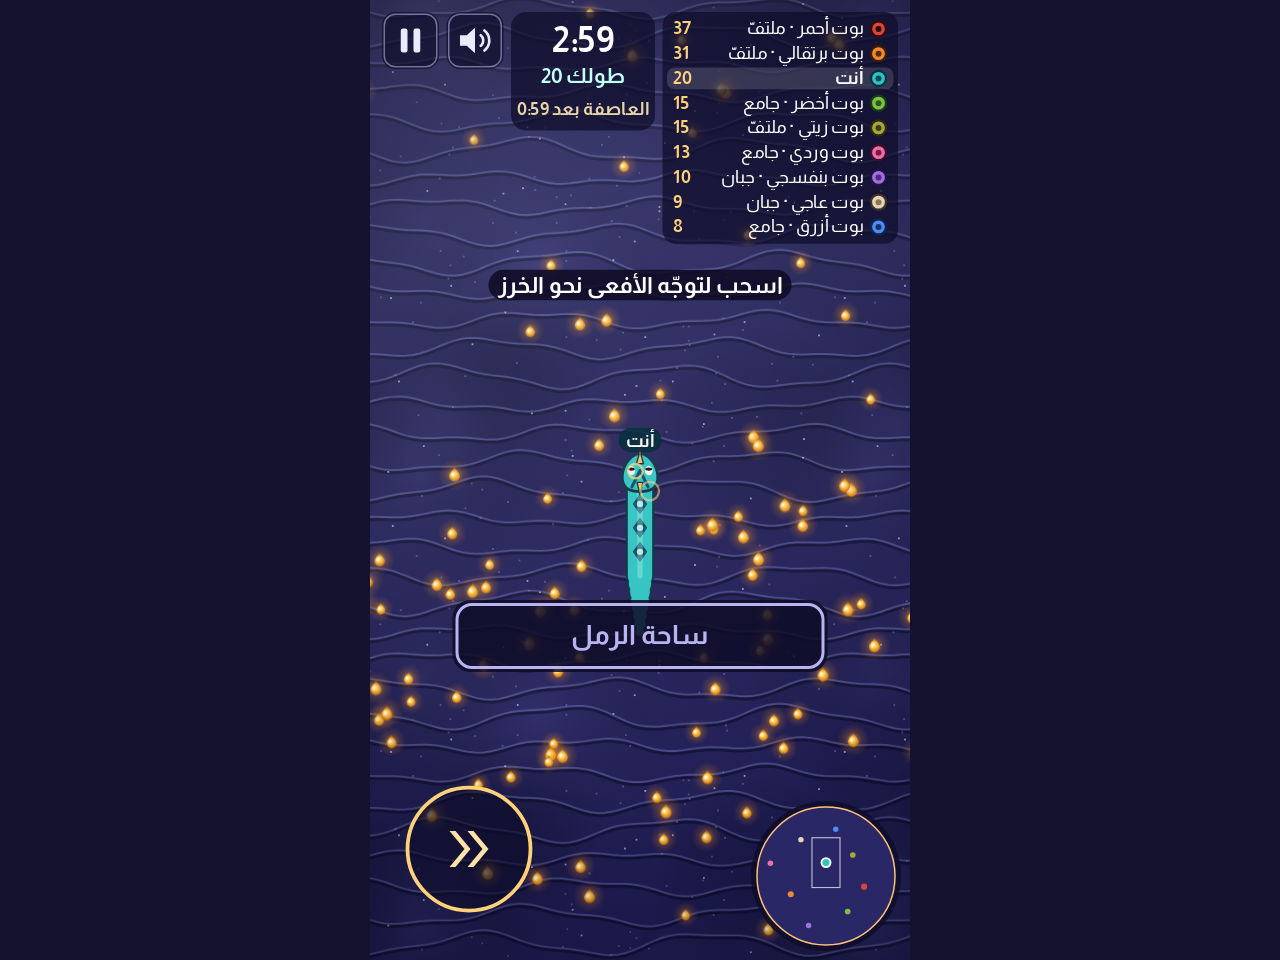 بوت أحمر · ملتفّ 37
بوت برتقالي · ملتفّ 31
أنت 20
بوت أخضر · جامع 15
بوت زيتي · ملتفّ 15
بوت وردي · جامع 13
بوت بنفسجي · جبان 10
بوت عاجي · جبان 9
بوت أزرق · جامع 8
2:59
طولك 20
العاصفة بعد 0:59
اسحب لتوجّه الأفعى نحو الخرز
أنت
ساحة الرمل